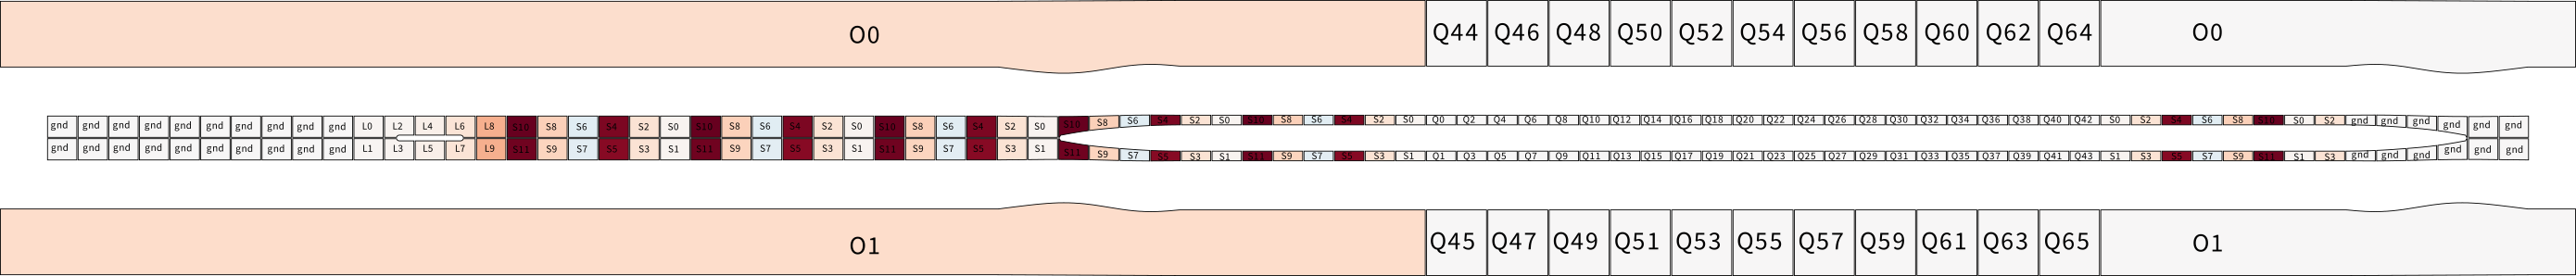 O0 Q44 Q46 Q48 Q50 Q52 Q54 Q56 Q58 Q60 Q62 Q64 O0
gnd gnd gnd gnd gnd gnd gnd gnd gnd gnd L0 L2 L4 L6 L8 S10 S8 S6 S4 S2 S0 S10 S8 S6 S4 S2 S0 S10 S8 S6 S4 S2 S0 S10 S8 S6 S4 S2 S0 S10 S8 S6 S4 S2 S0 Q0 Q2 Q4 Q6 Q8 Q10 Q12 Q14 Q16 Q18 Q20 Q22 Q24 Q26 Q28 Q30 Q32 Q34 Q36 Q38 Q40 Q42 S0 S2 S4 S6 S8 S10 S0 S2 gnd gnd gnd gnd gnd gnd
gnd gnd gnd gnd gnd gnd gnd gnd gnd gnd L1 L3 L5 L7 L9 S11 S9 S7 S5 S3 S1 S11 S9 S7 S5 S3 S1 S11 S9 S7 S5 S3 S1 S11 S9 S7 S5 S3 S1 S11 S9 S7 S5 S3 S1 Q1 Q3 Q5 Q7 Q9 Q11 Q13 Q15 Q17 Q19 Q21 Q23 Q25 Q27 Q29 Q31 Q33 Q35 Q37 Q39 Q41 Q43 S1 S3 S5 S7 S9 S11 S1 S3 gnd gnd gnd gnd gnd gnd
O1 Q45 Q47 Q49 Q51 Q53 Q55 Q57 Q59 Q61 Q63 Q65 O1